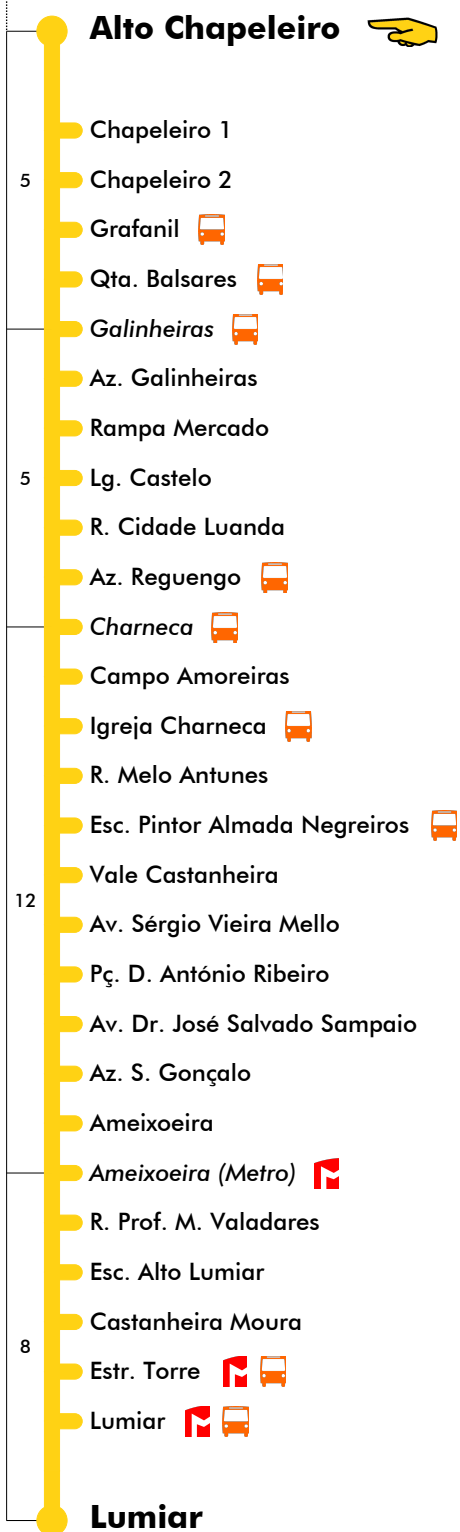 Alto Chapeleiro
Chapeleiro 1
5
Chapeleiro 2
Grafanil
Qta. Balsares
Galinheiras
Az. Galinheiras
Rampa Mercado
5
Lg. Castelo
R. Cidade Luanda
Az. Reguengo
Charneca
Campo Amoreiras
Igreja Charneca
R. Melo Antunes
Esc. Pintor Almada Negreiros
Vale Castanheira
12
Av. Sérgio Vieira Mello
Pç. D. António Ribeiro
Av. Dr. José Salvado Sampaio
Az. S. Gonçalo
Ameixoeira
Ameixoeira (Metro)
R. Prof. M. Valadares
Esc. Alto Lumiar
Castanheira Moura
8
Estr. Torre
Lumiar
Lumiar